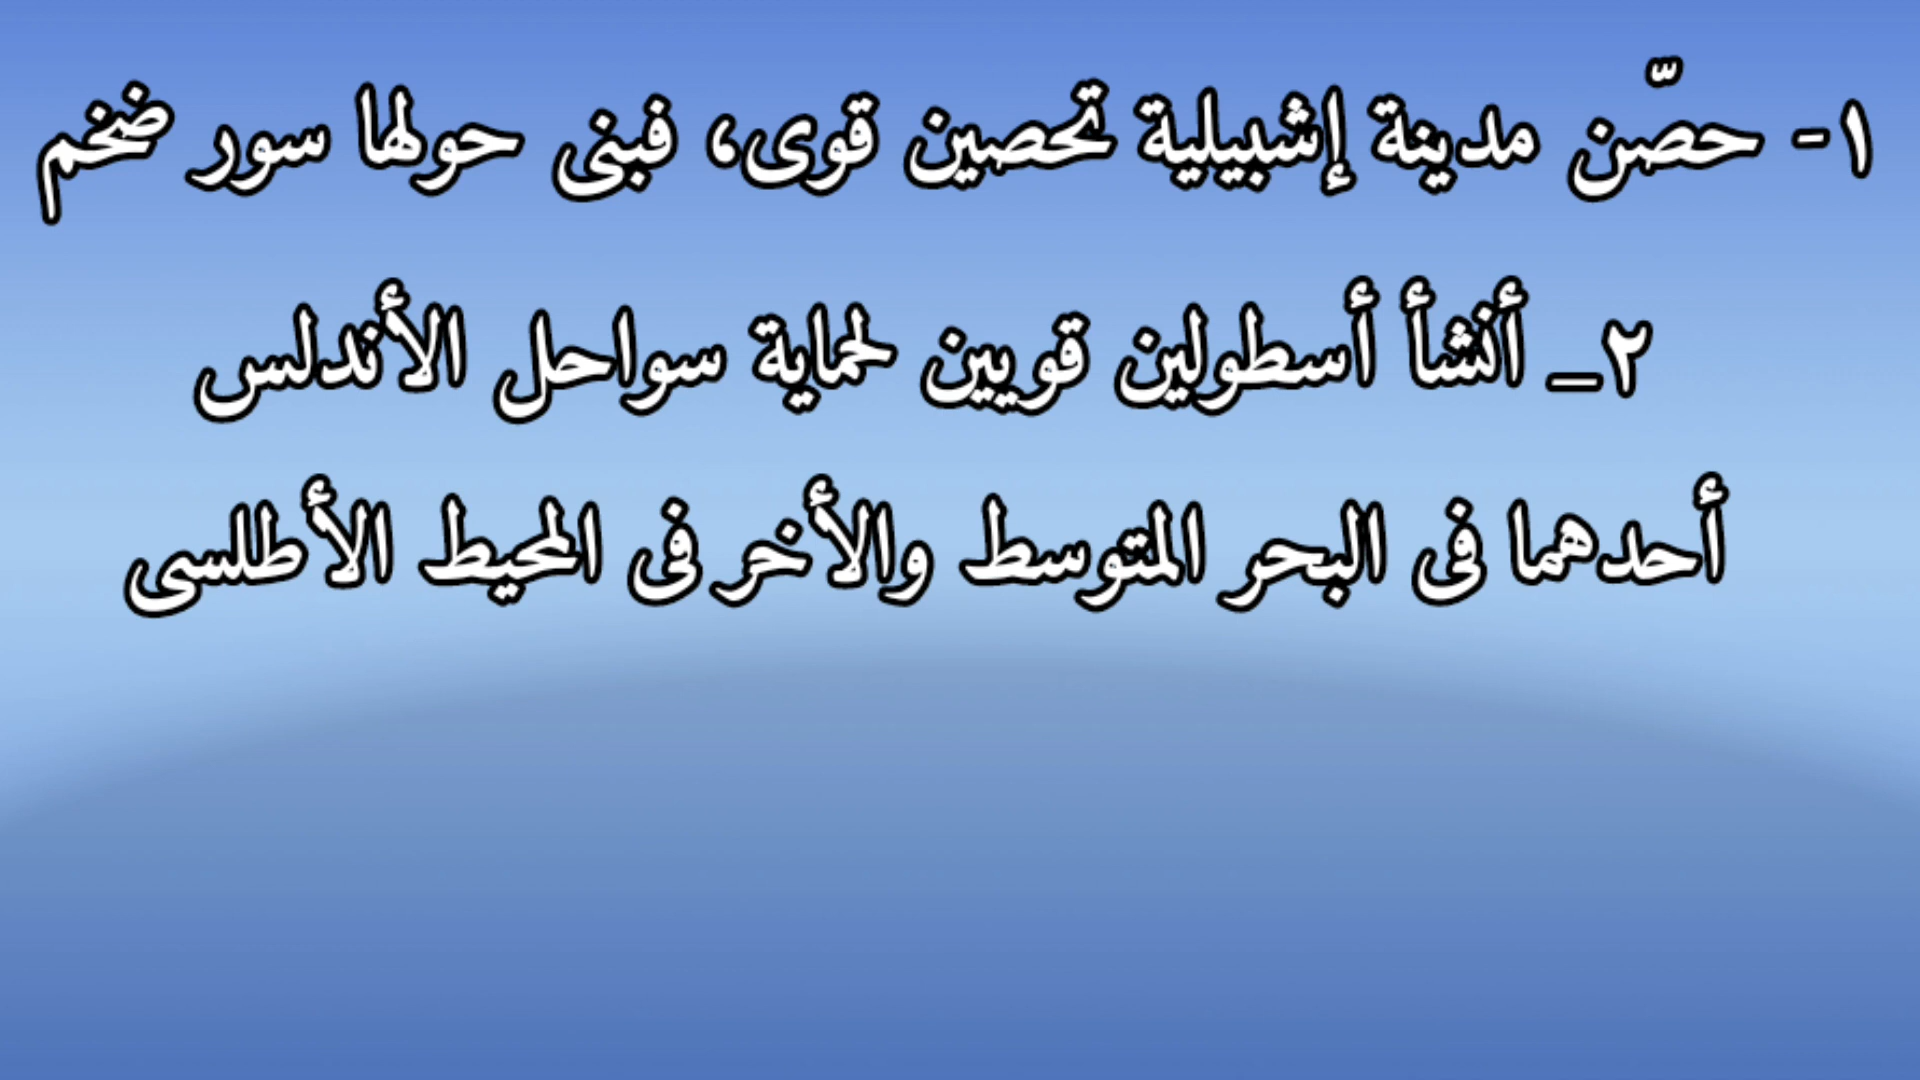 ١- حصّن مدينة إشبيلية تحصين قوى، فبنى حولها سور ضخم
٢_ أنشأ أسطولين قويين لحماية سواحل الأندلس
أحدهما فى البحر المتوسط والأخر فى المحيط الأطلسى